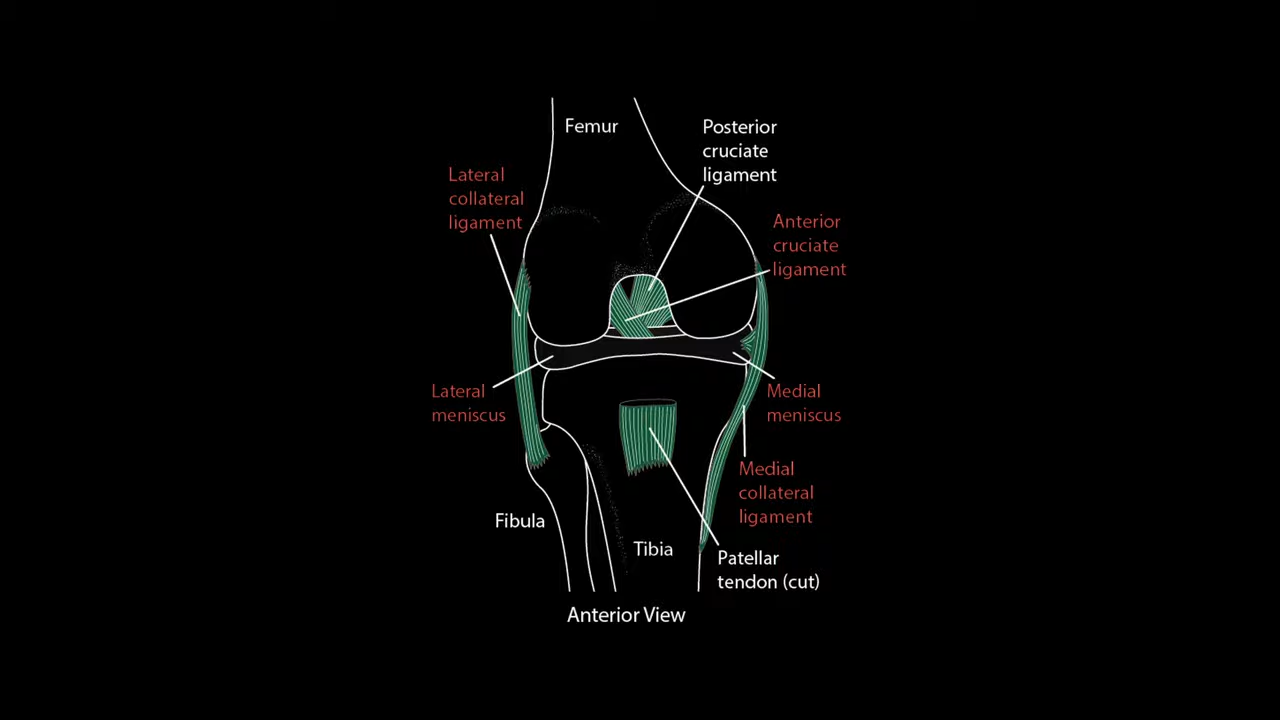 Femur
Posterior
cruciate
ligament
Lateral
collateral
ligament
Anterior
cruciate
ligament
Lateral
meniscus
Medial
meniscus
Medial
collateral
ligament
Fibula
Tibia
Patellar
tendon (cut)
Anterior View